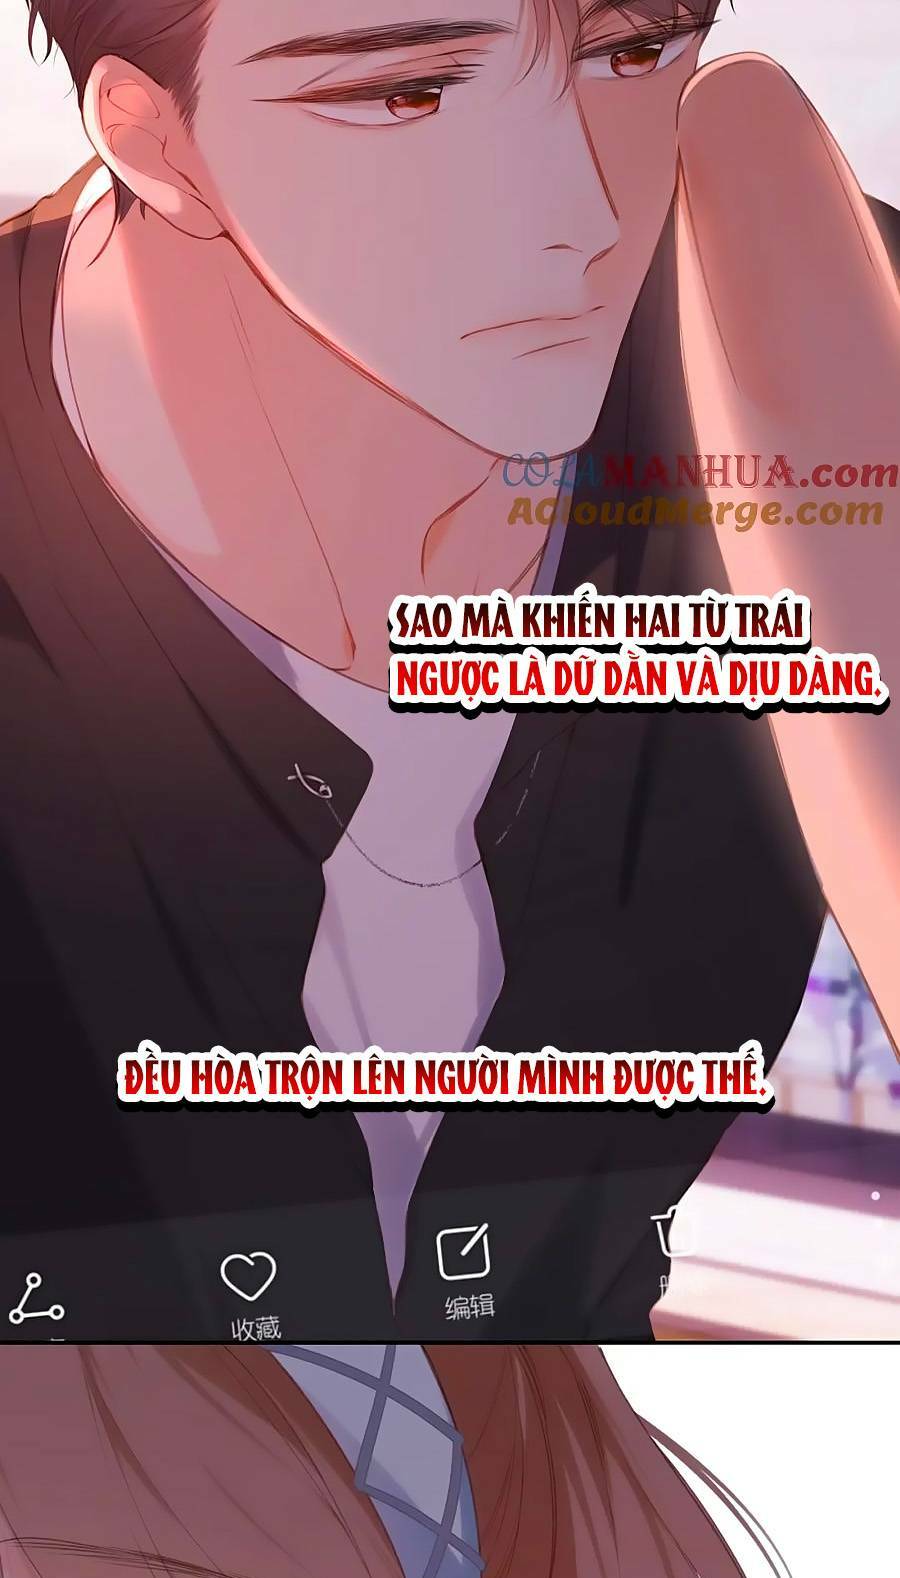 COLAMANHUA.com
ACloudMerge.com
SAO MÀ KHIẾN HAI TỪ TRÁI
NGƯỢC LÀ DỮ DẰN VÀ DỊU DÀNG,
ĐỀU HÒA TRỘN LÊN NGƯỜI MÌNH ĐƯỢC THẾ.
收藏
编辑